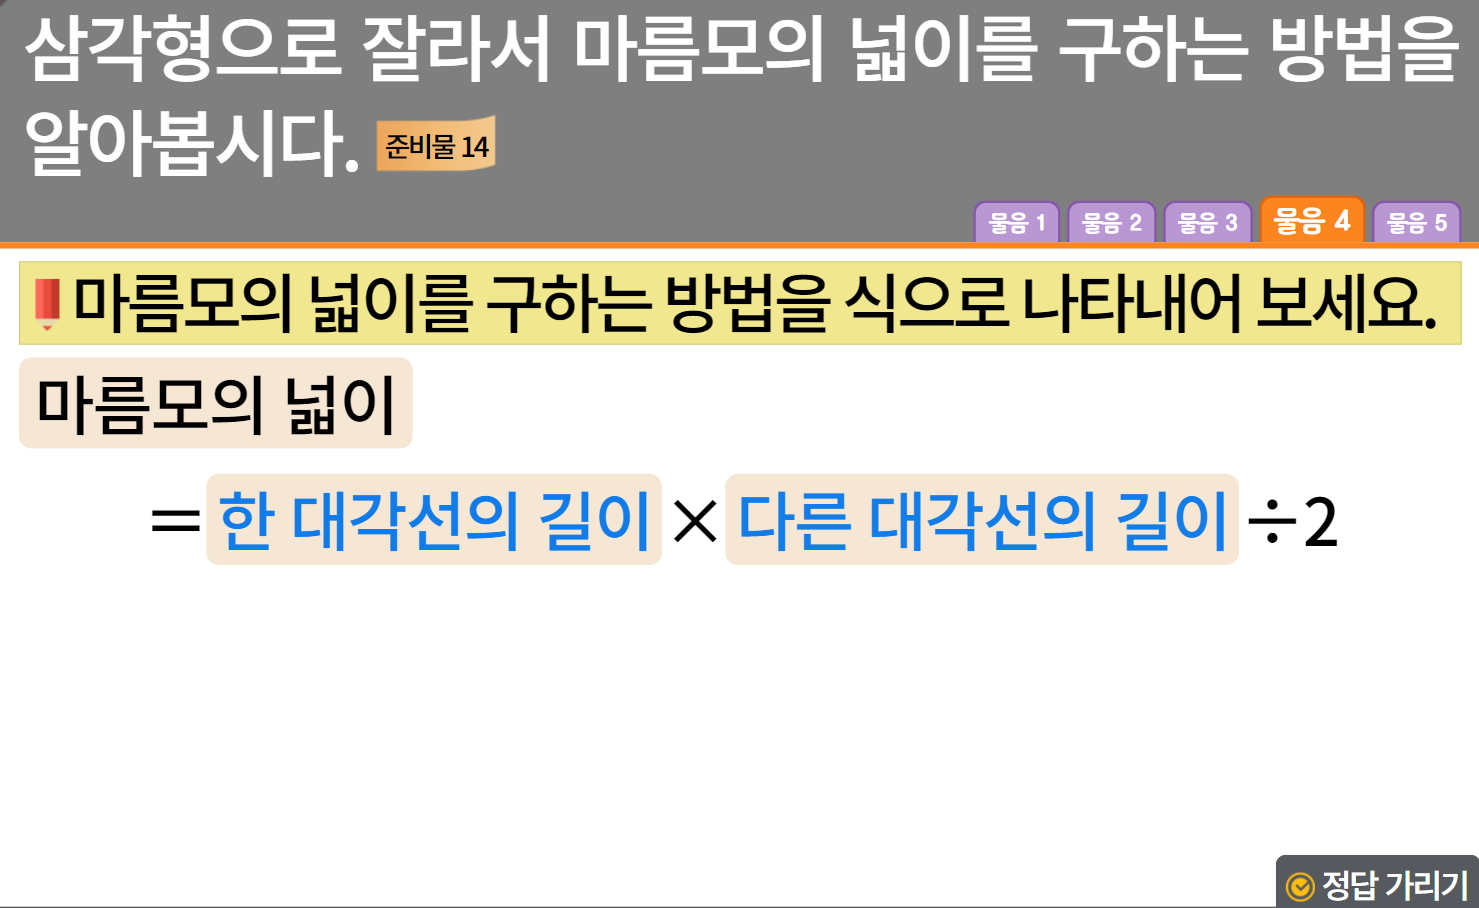 삼각형으로 잘라서 마름모의 넓이를 구하는 방법을
알아봅시다. 준비물 14
물음 1 물음 2 물음 3 물음 4 물음 5
마름모의 넓이를 구하는 방법을 식으로 나타내어 보세요.
마름모의 넓이
=한 대각선의 길이×다른 대각선의 길이÷2
정답 가리기